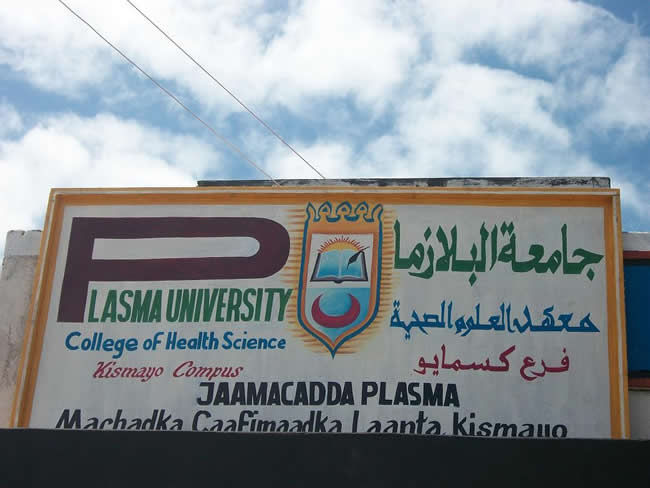 PLASMA UNIVERSITY
College of Health Science
Kismayo Compus
جامعة البلازما
معهد العلوم الصحية
فرع كسمايو
JAAMACADDA PLASMA
Machadka Caafimaadka Laanta kismayo